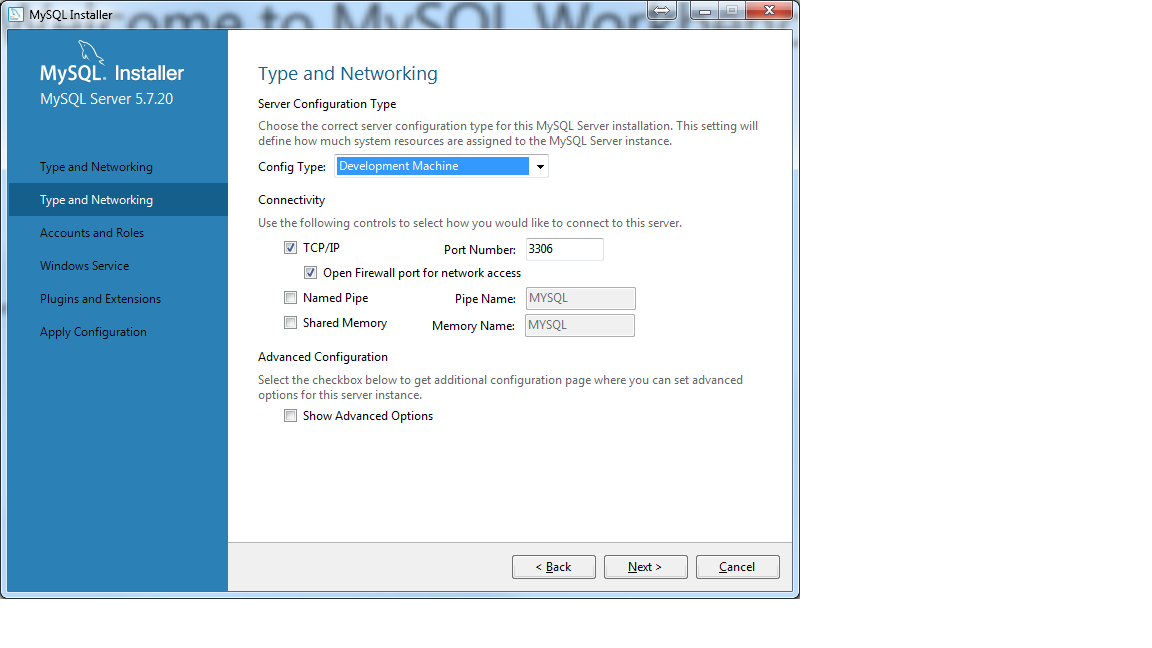 Welcome to MySQL Workben
MySQL Installer
MySQL. Installer
MySQL Server 5.7.20
Type and Networking
Type and Networking
Accounts and Roles
Windows Service
Plugins and Extensions
Apply Configuration
Type and Networking
Server Configuration Type
Choose the correct server configuration type for this MySQL Server installation. This setting will
define how much system resources are assigned to the MySQL Server instance.
Config Type: Development Machine
Connectivity
Use the following controls to select how you would like to connect to this server.
TCP/IP Port Number: 3306
Open Firewall port for network access
Named Pipe Pipe Name: MYSQL
Shared Memory Memory Name: MYSQL
Advanced Configuration
Select the checkbox below to get additional configuration page where you can set advanced
options for this server instance.
Show Advanced Options
< Back Next > Cancel